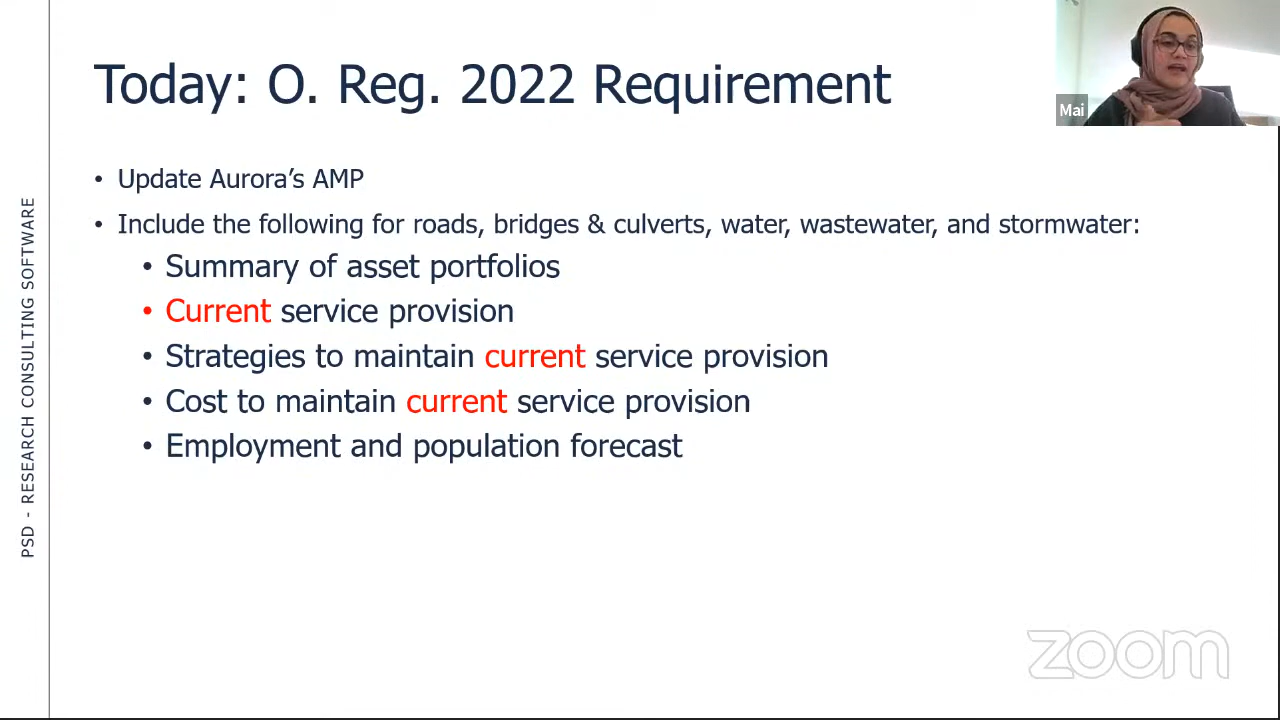 Today: O. Reg. 2022 Requirement
Mai
• Update Aurora’s AMP
• Include the following for roads, bridges & culverts, water, wastewater, and stormwater:
• Summary of asset portfolios
• Current service provision
• Strategies to maintain current service provision
• Cost to maintain current service provision
• Employment and population forecast
PSD - RESEARCH CONSULTING SOFTWARE
zoom